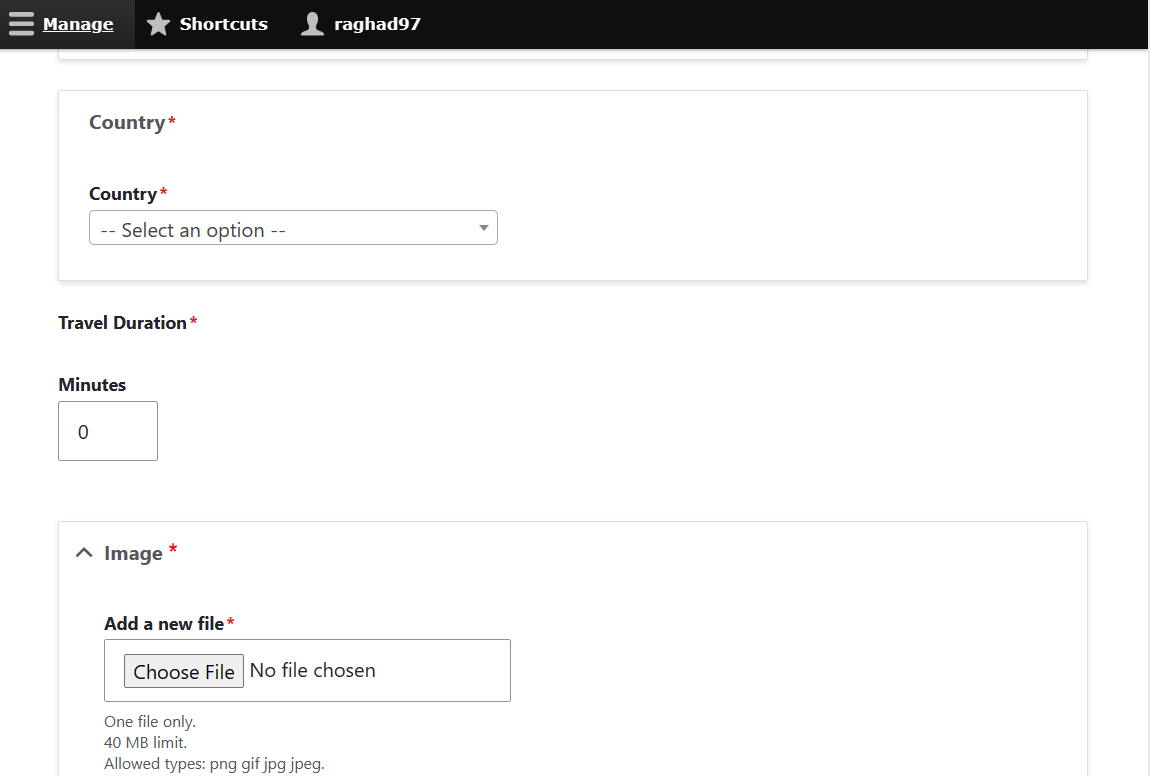 Manage Shortcuts raghad97
Country*
Country*
-- Select an option --
Travel Duration*
Minutes
0
Image *
Add a new file*
Choose File No file chosen
One file only.
40 MB limit.
Allowed types: png gif jpg jpeg.